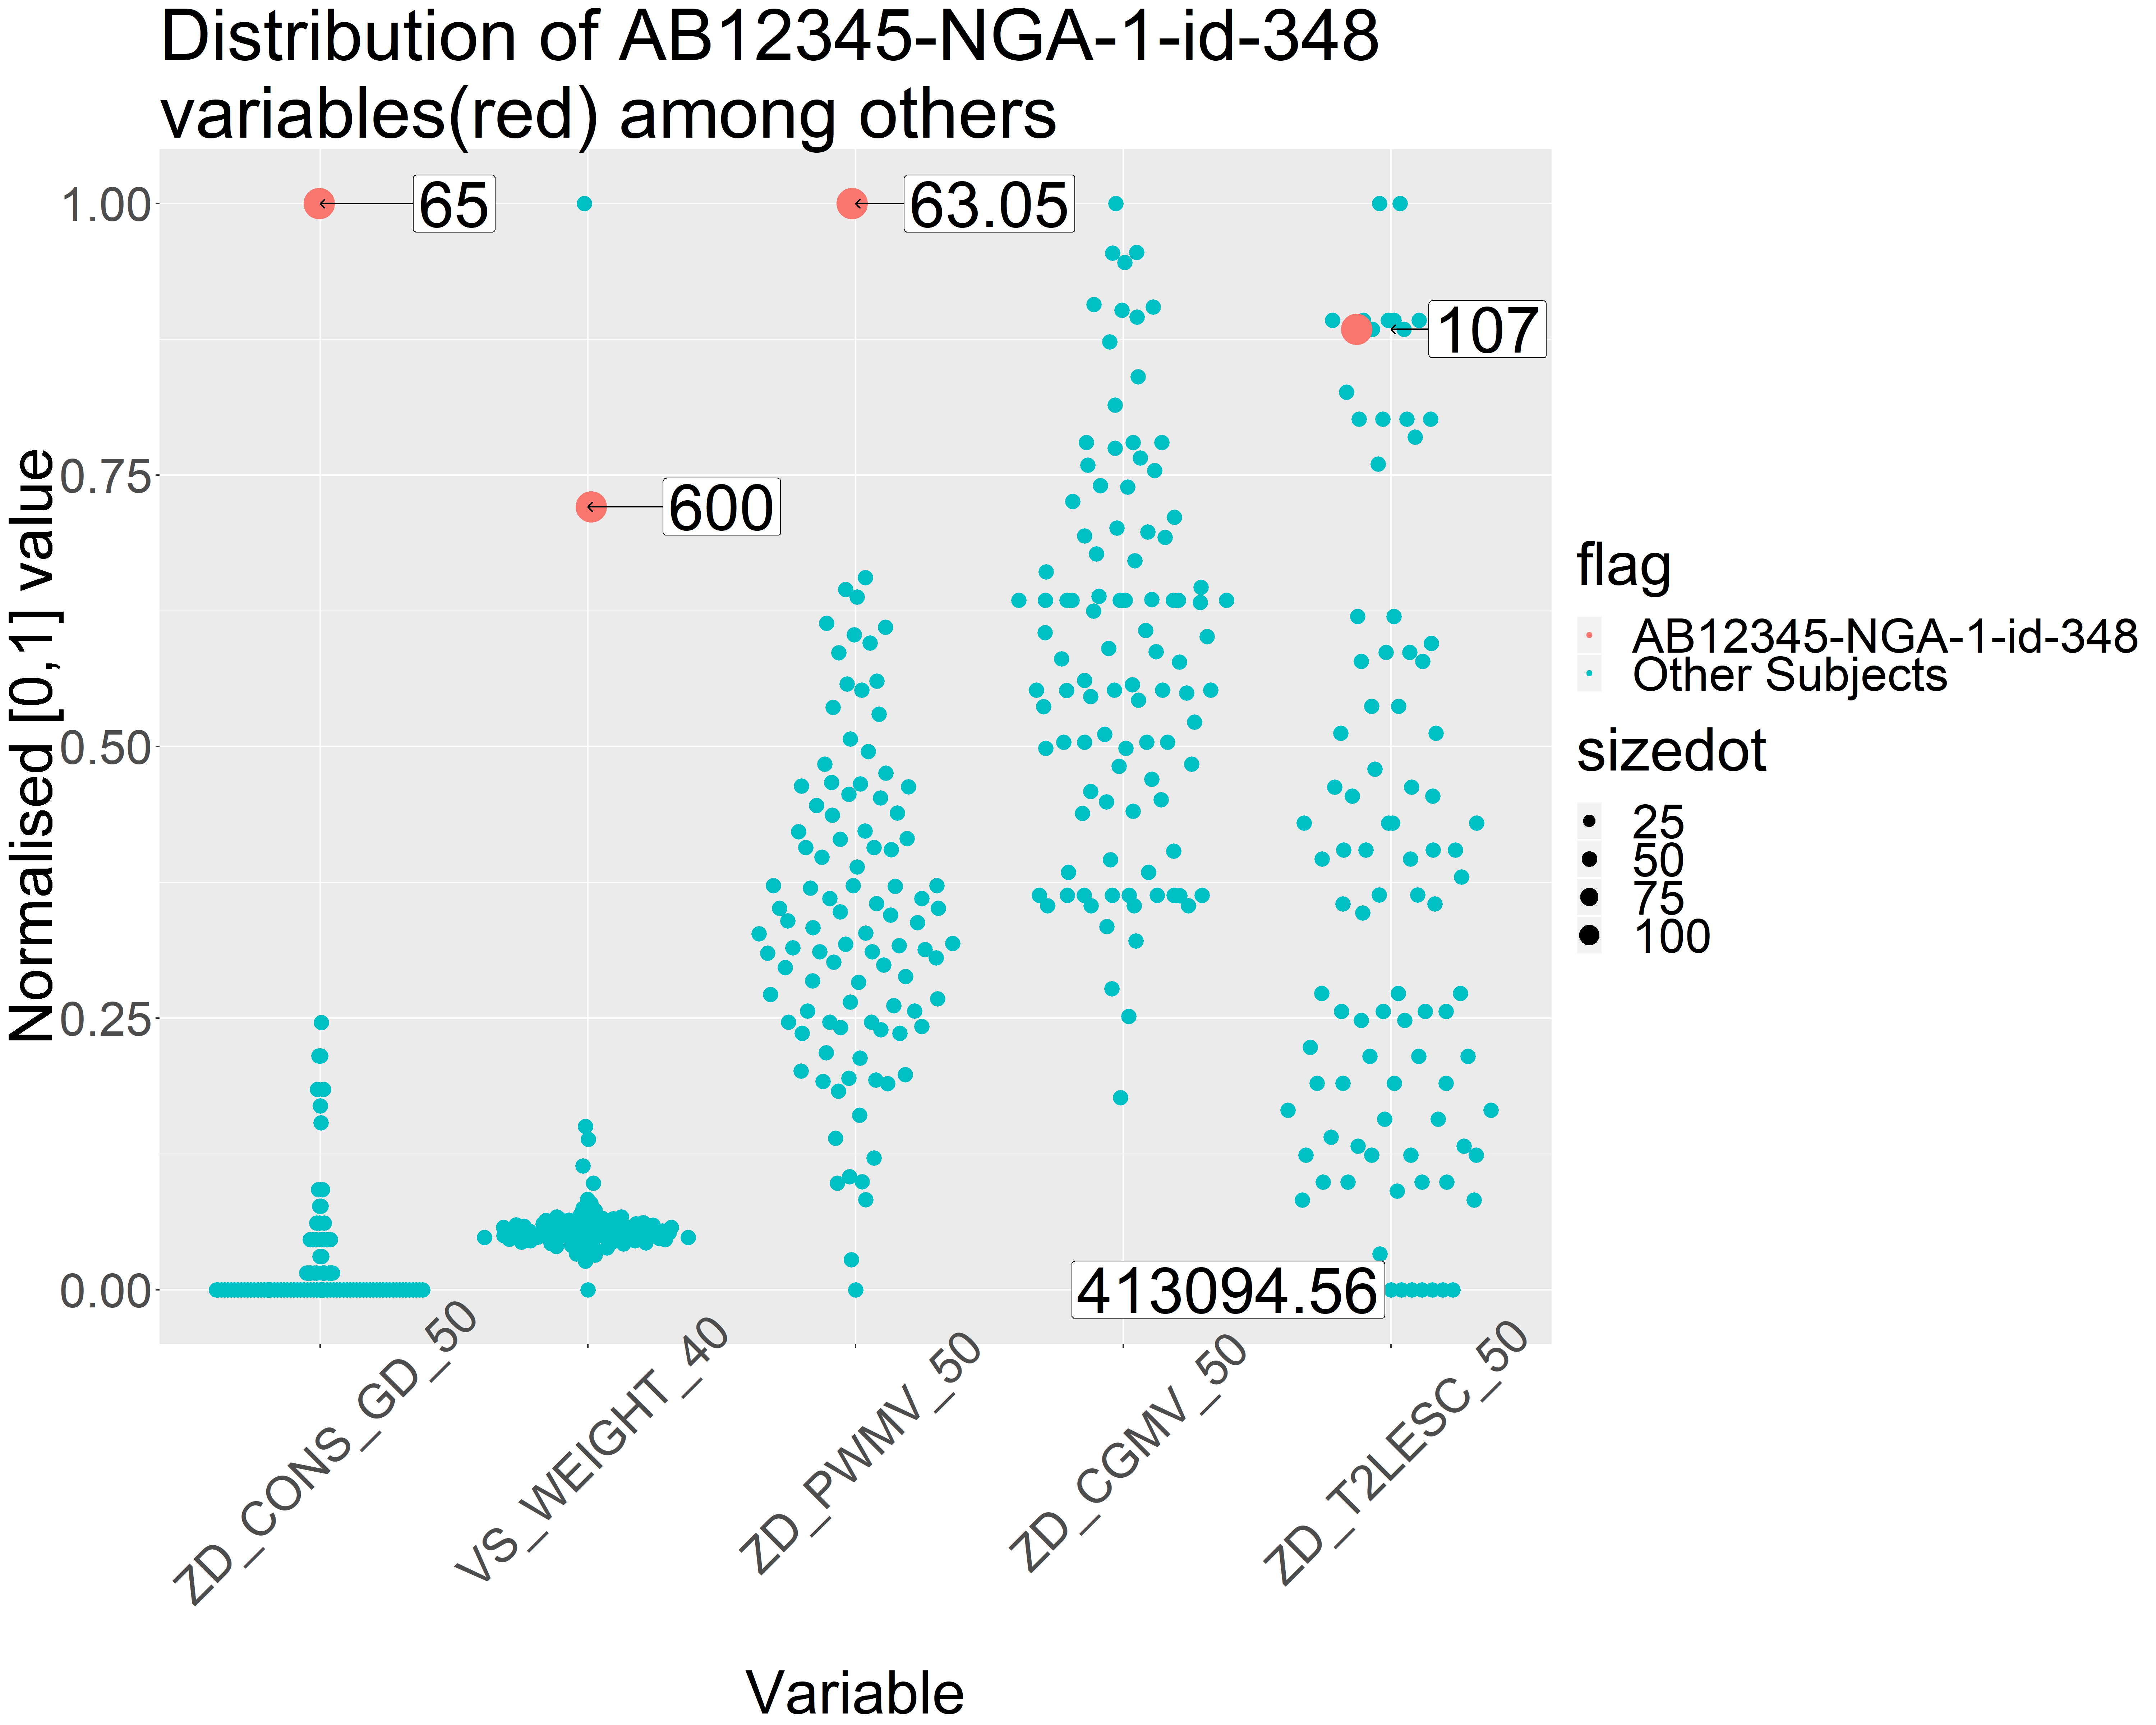 Distribution of AB12345-NGA-1-id-348
variables(red) among others
Normalised [0,1] value
1.00
0.75
0.50
0.25
0.00
65
63.05
107
600
413094.56
ZD_CONS_GD_50
VS_WEIGHT_40
ZD_PWMV_50
ZD_CGMV_50
ZD_T2LESC_50
Variable
flag
AB12345-NGA-1-id-348
Other Subjects
sizedot
25
50
75
100